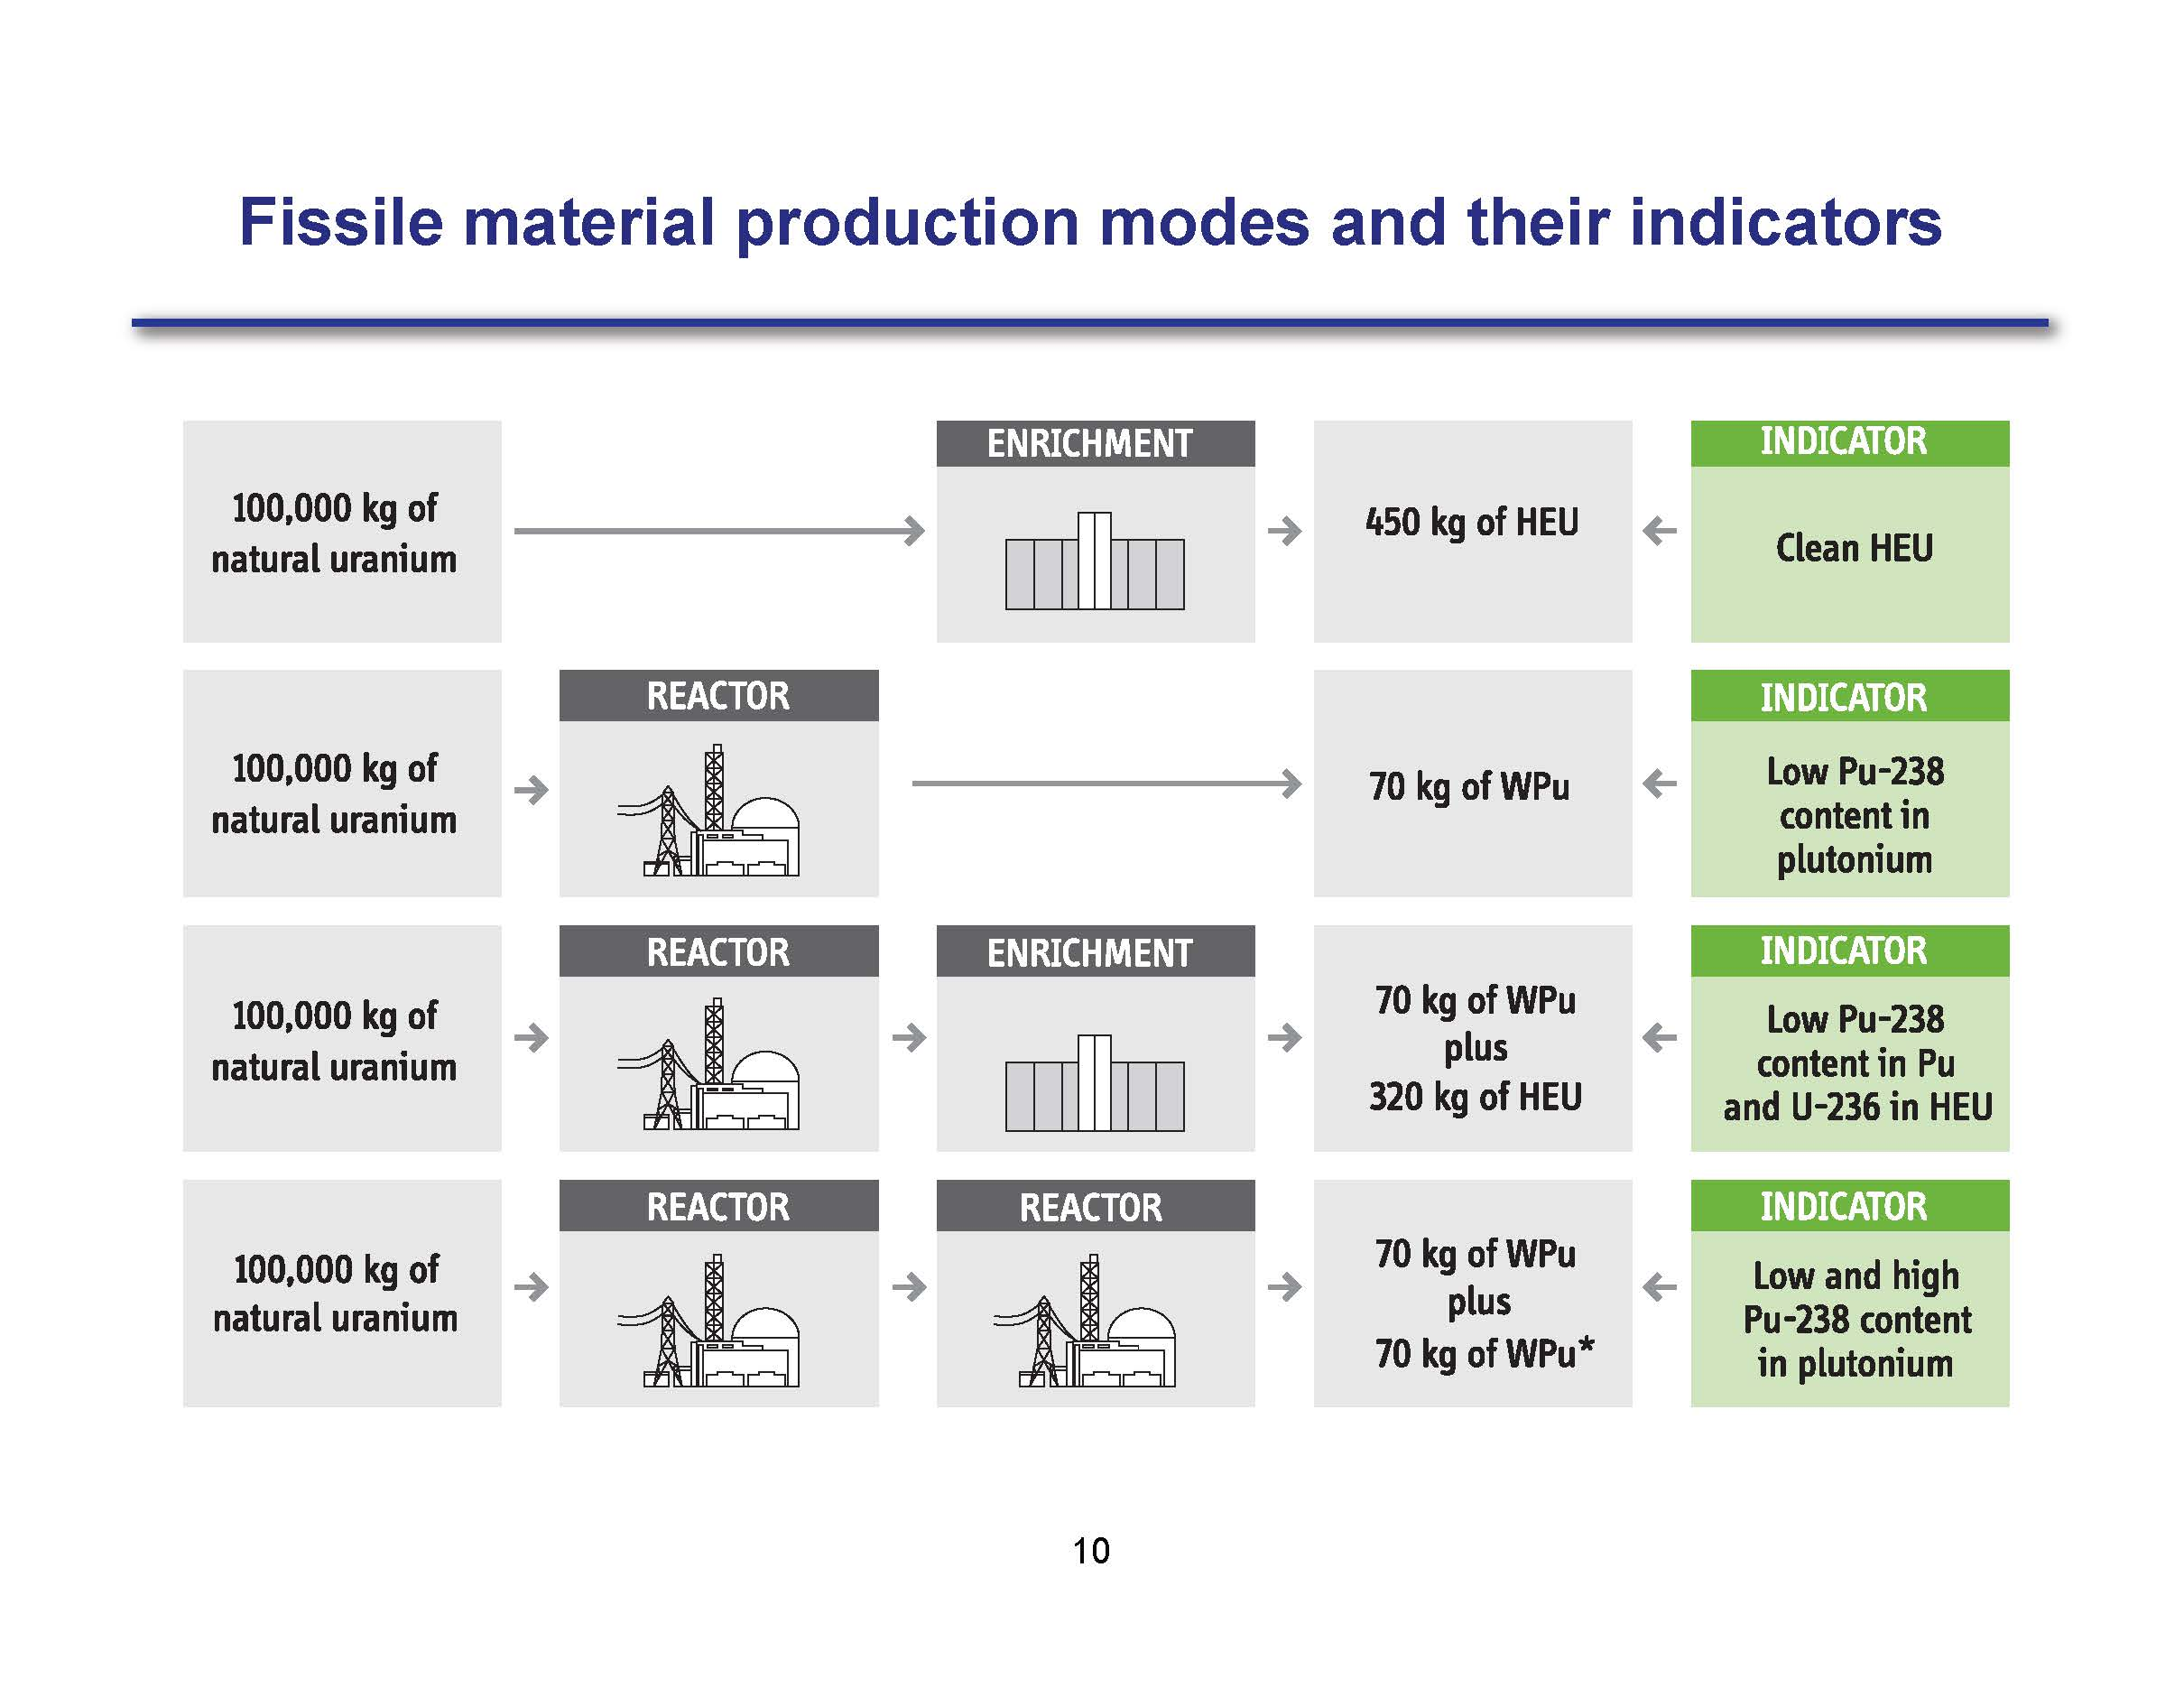 Fissile material production modes and their indicators
100,000 kg of
natural uranium
ENRICHMENT
450 kg of HEU
INDICATOR
Clean HEU
100,000 kg of
natural uranium
REACTOR
70 kg of WPu
INDICATOR
Low Pu-238
content in
plutonium
100,000 kg of
natural uranium
REACTOR
ENRICHMENT
70 kg of WPu
plus
320 kg of HEU
INDICATOR
Low Pu-238
content in Pu
and U-236 in HEU
100,000 kg of
natural uranium
REACTOR
REACTOR
70 kg of WPu
plus
70 kg of WPu*
INDICATOR
Low and high
Pu-238 content
in plutonium
10